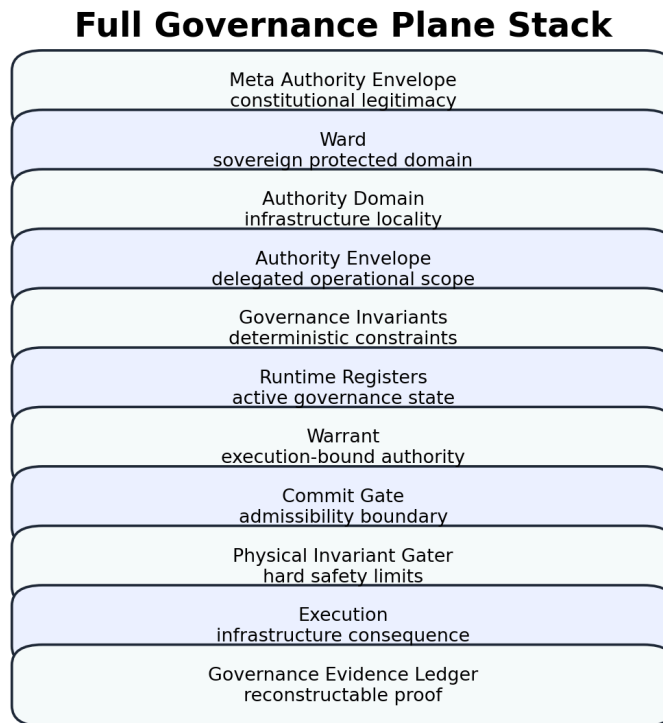 Full Governance Plane Stack
Meta Authority Envelope
constitutional legitimacy
Ward
sovereign protected domain
Authority Domain
infrastructure locality
Authority Envelope
delegated operational scope
Governance Invariants
deterministic constraints
Runtime Registers
active governance state
Warrant
execution-bound authority
Commit Gate
admissibility boundary
Physical Invariant Gater
hard safety limits
Execution
infrastructure consequence
Governance Evidence Ledger
reconstructable proof